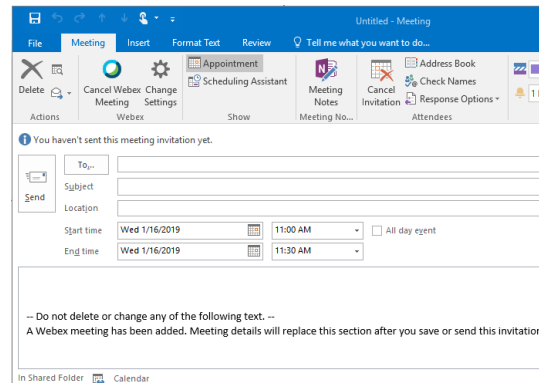 Untitled - Meeting
File Meeting Insert Format Text Review Tell me what you want to do...
Delete
Cancel Webex Meeting
Change Settings
Appointment
Scheduling Assistant
Meeting Notes
Cancel Invitation
Address Book
Check Names
Response Options
Actions Webex Show Meeting No... Attendees
You haven't sent this meeting invitation yet.
Send
To...
Subject
Location
Start time Wed 1/16/2019 11:00 AM All day event
End time Wed 1/16/2019 11:30 AM
-- Do not delete or change any of the following text. --
A Webex meeting has been added. Meeting details will replace this section after you save or send this invitation
In Shared Folder Calendar